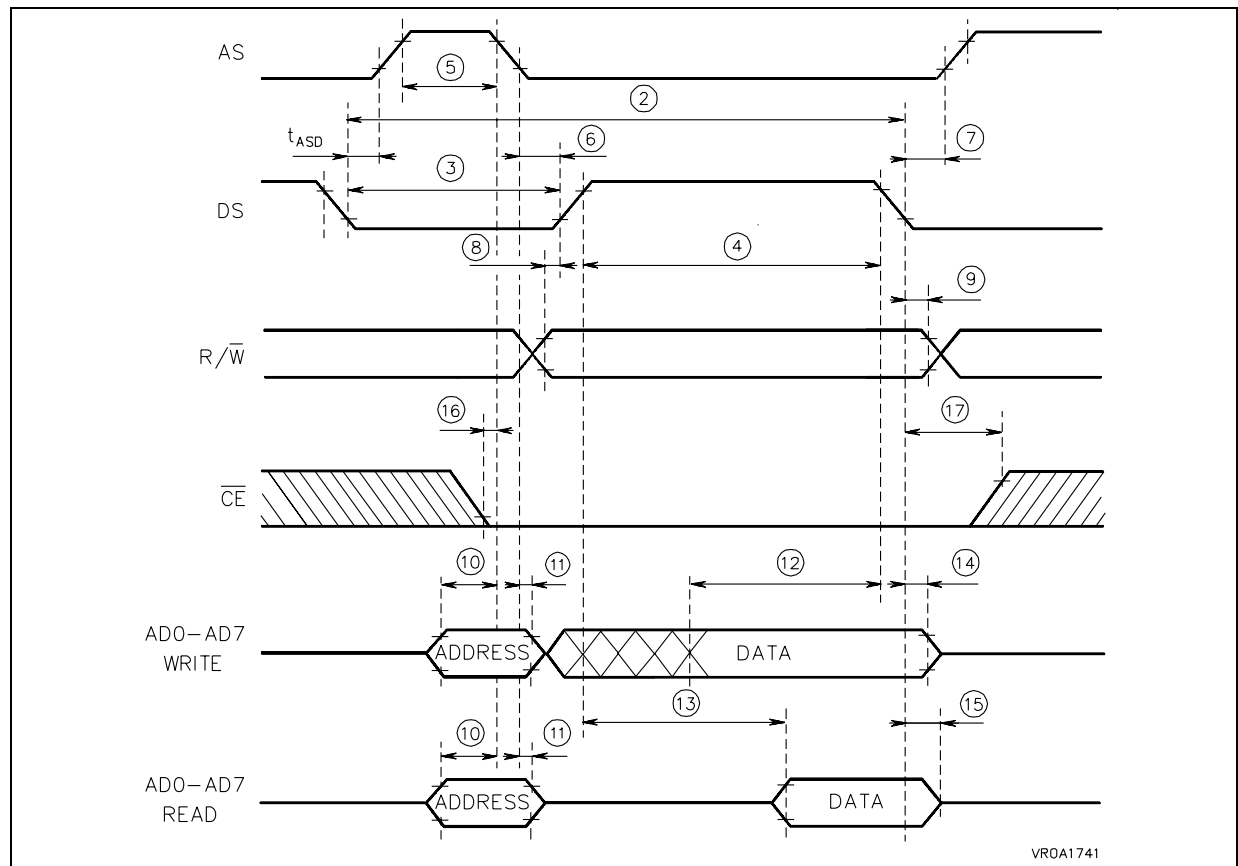 AS
⑤
②
t_ASD
⑥
⑦
③
DS
⑧
④
⑨
R/W̅
⑯
⑰
C̅E̅
⑩
⑪
⑫
⑭
AD0-AD7
WRITE
ADDRESS
DATA
⑬
⑮
⑩
⑪
AD0-AD7
READ
ADDRESS
DATA
VR0A1741